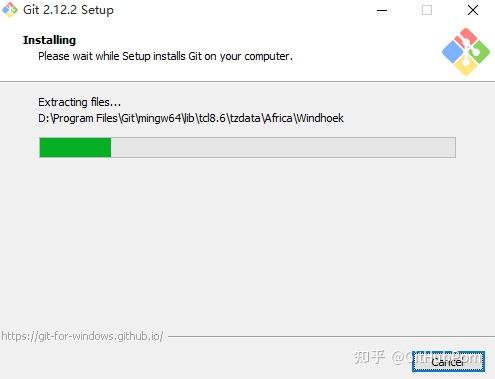 Git 2.12.2 Setup
Installing
Please wait while Setup installs Git on your computer.
Extracting files...
D:\Program Files\Git\mingw64\lib\tcl8.6\tzdata\Africa\Windhoek
https://git-for-windows.github.io/
知乎
Cancel